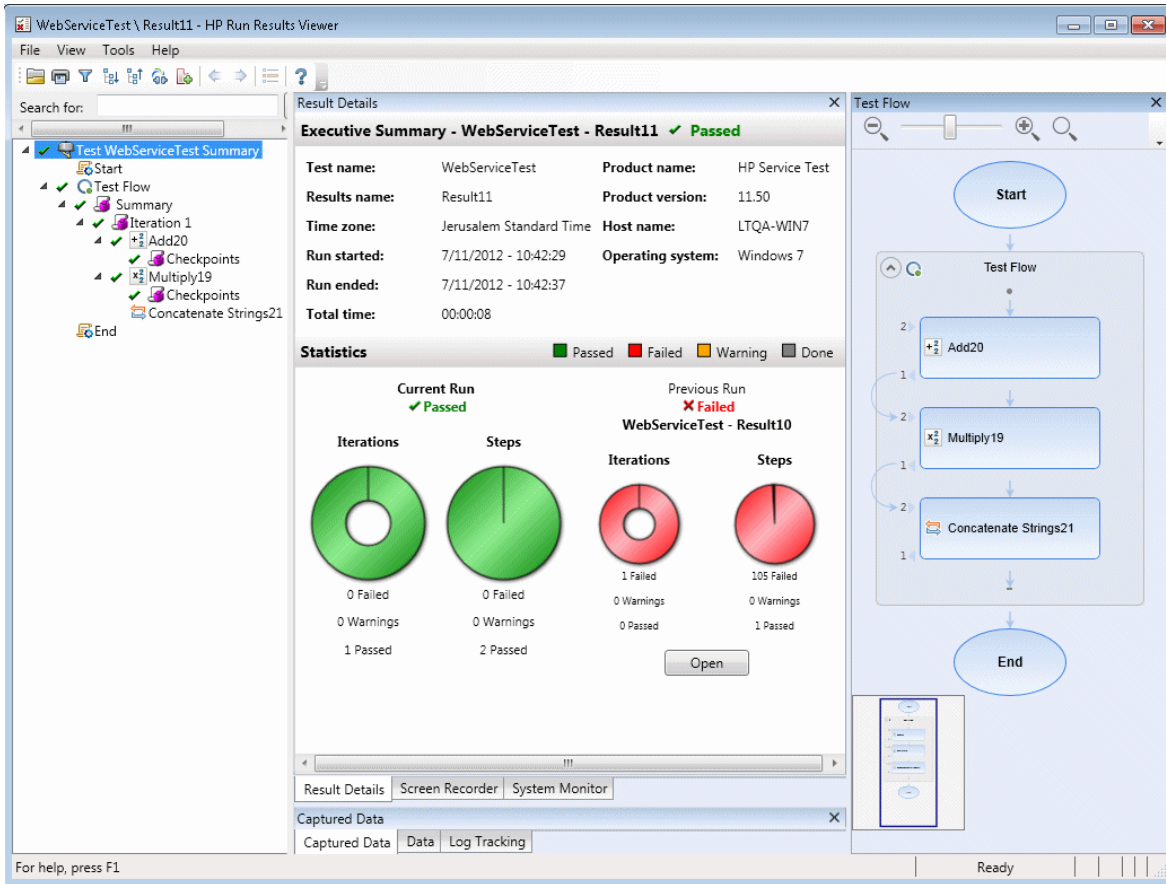 WebServiceTest \ Result11 - HP Run Results Viewer
File View Tools Help
Search for:
Test WebServiceTest Summary
Start
Test Flow
Summary
Iteration 1
Add20
Checkpoints
Multiply19
Checkpoints
Concatenate Strings21
End
Result Details
Executive Summary - WebServiceTest - Result11 ✔ Passed
Test name: WebServiceTest Product name: HP Service Test
Results name: Result11 Product version: 11.50
Time zone: Jerusalem Standard Time Host name: LTQA-WIN7
Run started: 7/11/2012 - 10:42:29 Operating system: Windows 7
Run ended: 7/11/2012 - 10:42:37
Total time: 00:00:08
Statistics Passed Failed Warning Done
Current Run
✔ Passed
Iterations Steps
0 Failed 0 Failed
0 Warnings 0 Warnings
1 Passed 2 Passed
Previous Run
✘ Failed
WebServiceTest - Result10
Iterations Steps
1 Failed 105 Failed
0 Warnings 0 Warnings
0 Passed 1 Passed
Open
Result Details Screen Recorder System Monitor
Captured Data
Captured Data Data Log Tracking
Test Flow
Start
Test Flow
2
Add20
1
2
Multiply19
1
2
Concatenate Strings21
1
End
For help, press F1
Ready